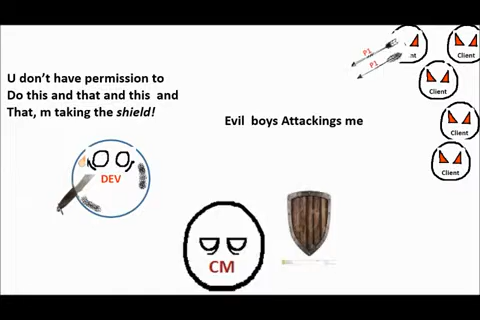 U don't have permission to
Do this and that and this and
That, m taking the shield!
Evil boys Attackings me
DEV
CM
P1
P1
Client
Client
Client
Client